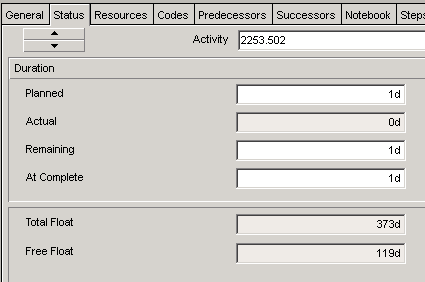 General Status Resources Codes Predecessors Successors Notebook Steps
Activity 2253.502
Duration
Planned 1d
Actual 0d
Remaining 1d
At Complete 1d
Total Float 373d
Free Float 119d